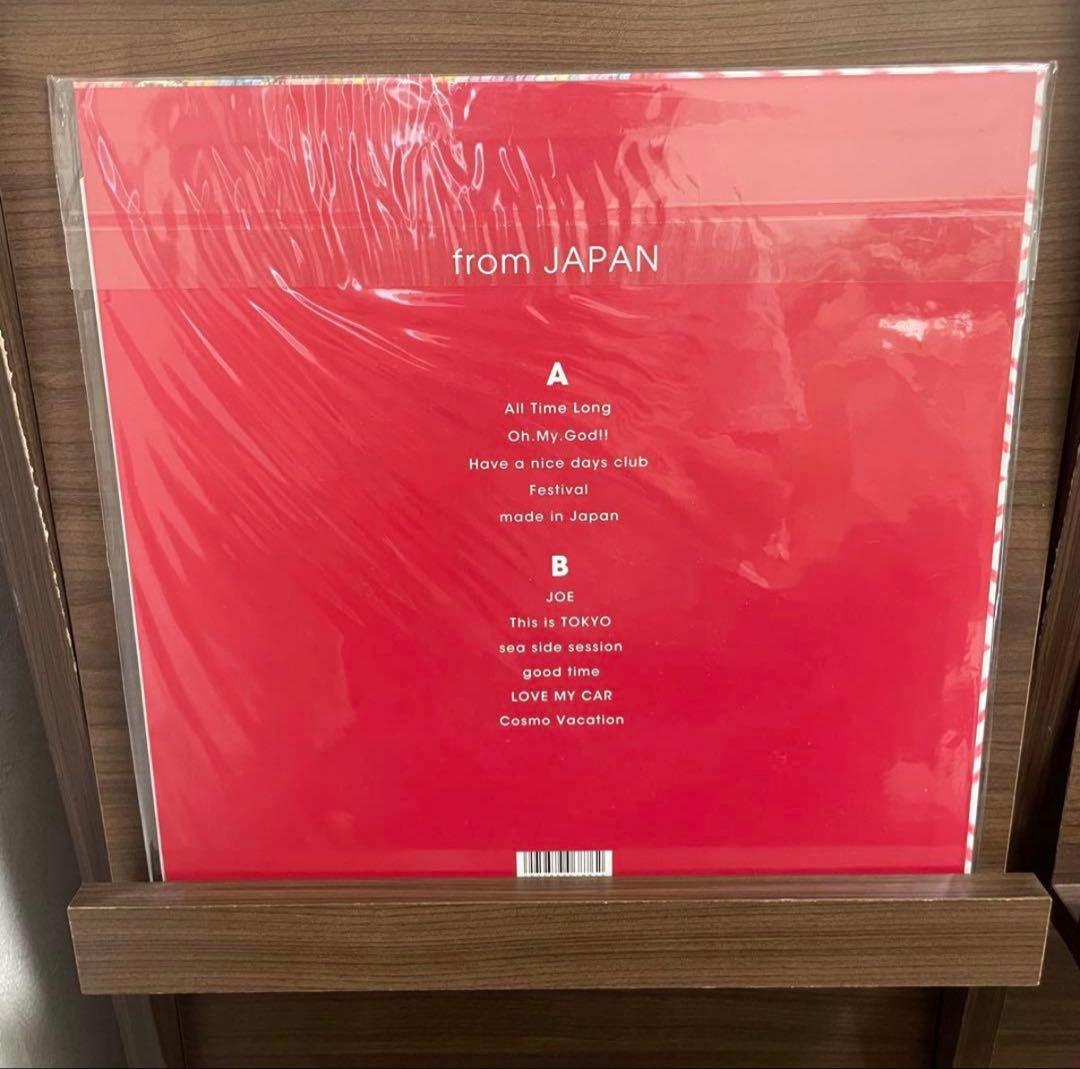 from JAPAN
A
All Time Long
Oh.My.God!!
Have a nice days club
Festival
made in Japan
B
JOE
This is TOKYO
sea side session
good time
LOVE MY CAR
Cosmo Vacation